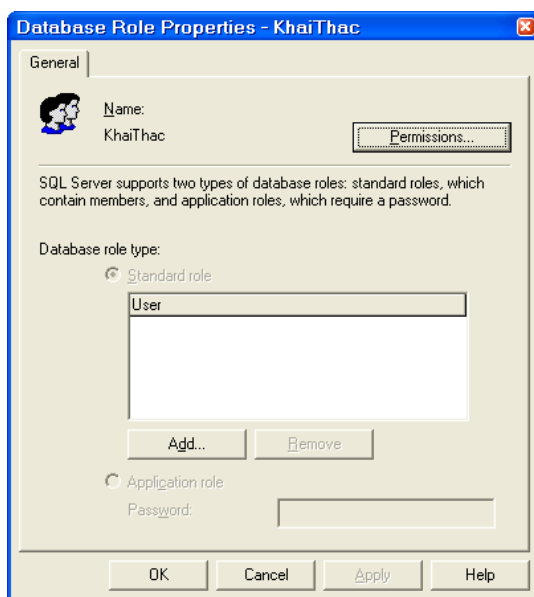 Database Role Properties - KhaiThac
General
Name:
KhaiThac
Permissions...
SQL Server supports two types of database roles: standard roles, which
contain members, and application roles, which require a password.
Database role type:
Standard role
User
Add...
Remove
Application role
Password:
OK
Cancel
Apply
Help